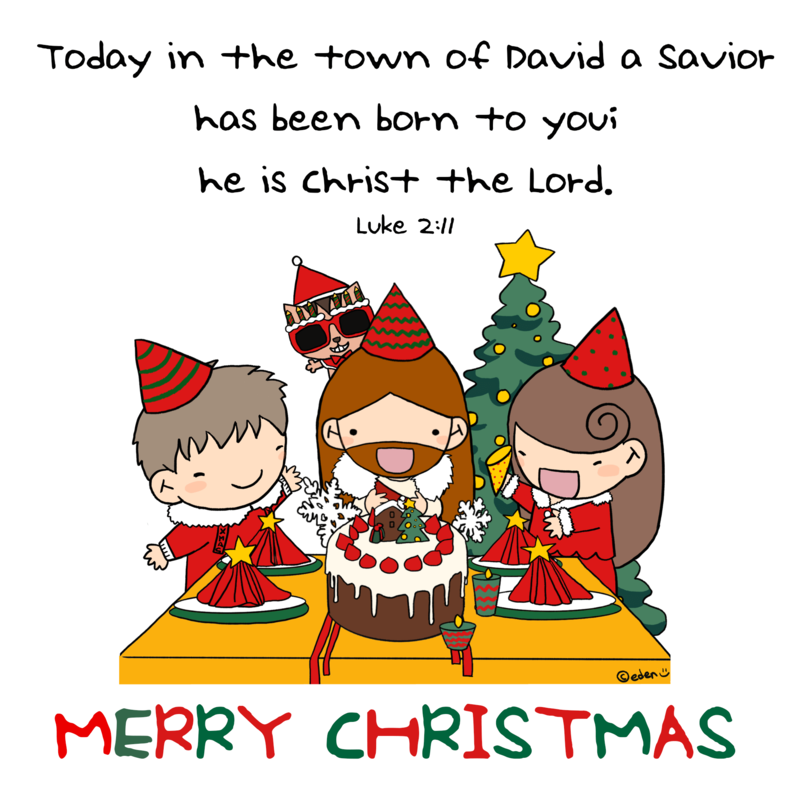 Today in the town of David a Savior
has been born to you;
he is Christ the Lord.
Luke 2:11
©eden
MERRY CHRISTMAS